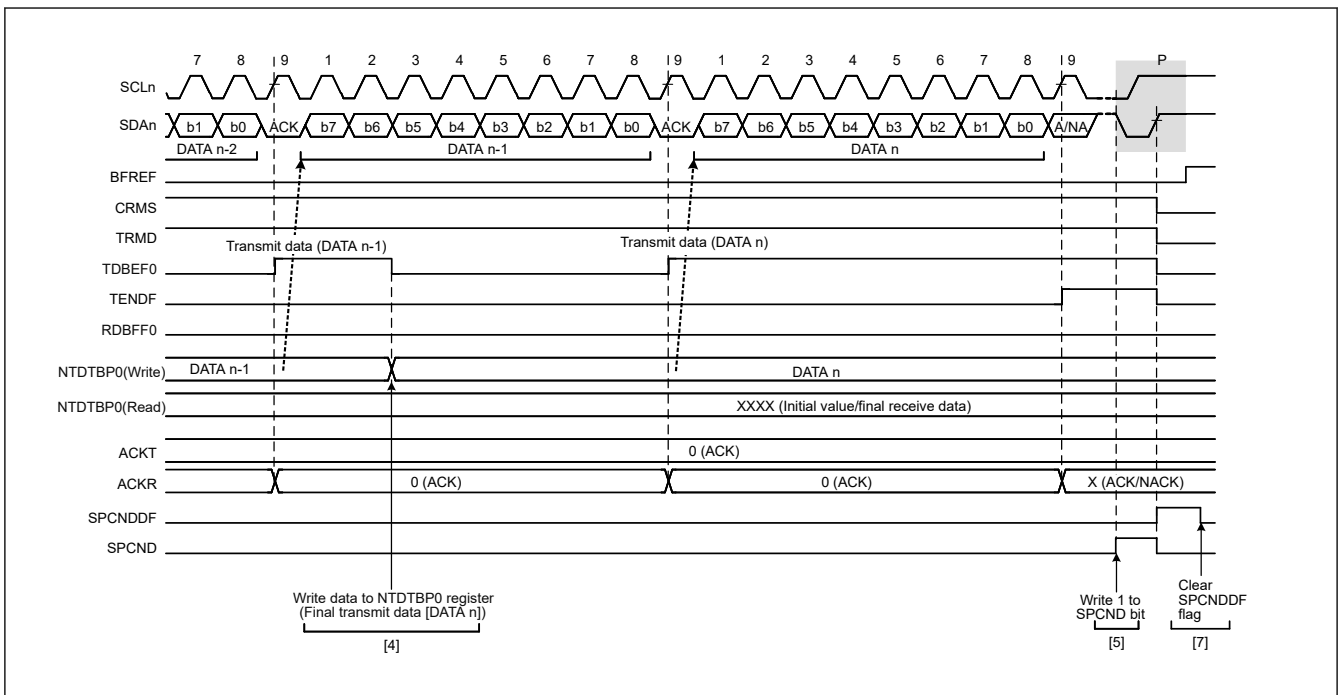 7 8 9 1 2 3 4 5 6 7 8 9 1 2 3 4 5 6 7 8 9 P
SCLn
SDAn b1 b0 ACK b7 b6 b5 b4 b3 b2 b1 b0 ACK b7 b6 b5 b4 b3 b2 b1 b0 A/NA
DATA n-2 DATA n-1 DATA n
BFREF
CRMS
TRMD
Transmit data (DATA n-1) Transmit data (DATA n)
TDBEF0
TENDF
RDBFF0
NTDTBP0(Write) DATA n-1 DATA n
NTDTBP0(Read) XXXX (Initial value/final receive data)
ACKT 0 (ACK)
ACKR 0 (ACK) 0 (ACK) X (ACK/NACK)
SPCNDDF
SPCND
Write data to NTDTBP0 register
(Final transmit data [DATA n])
[4]
Write 1 to
SPCND bit
[5]
Clear
SPCNDDF
flag
[7]